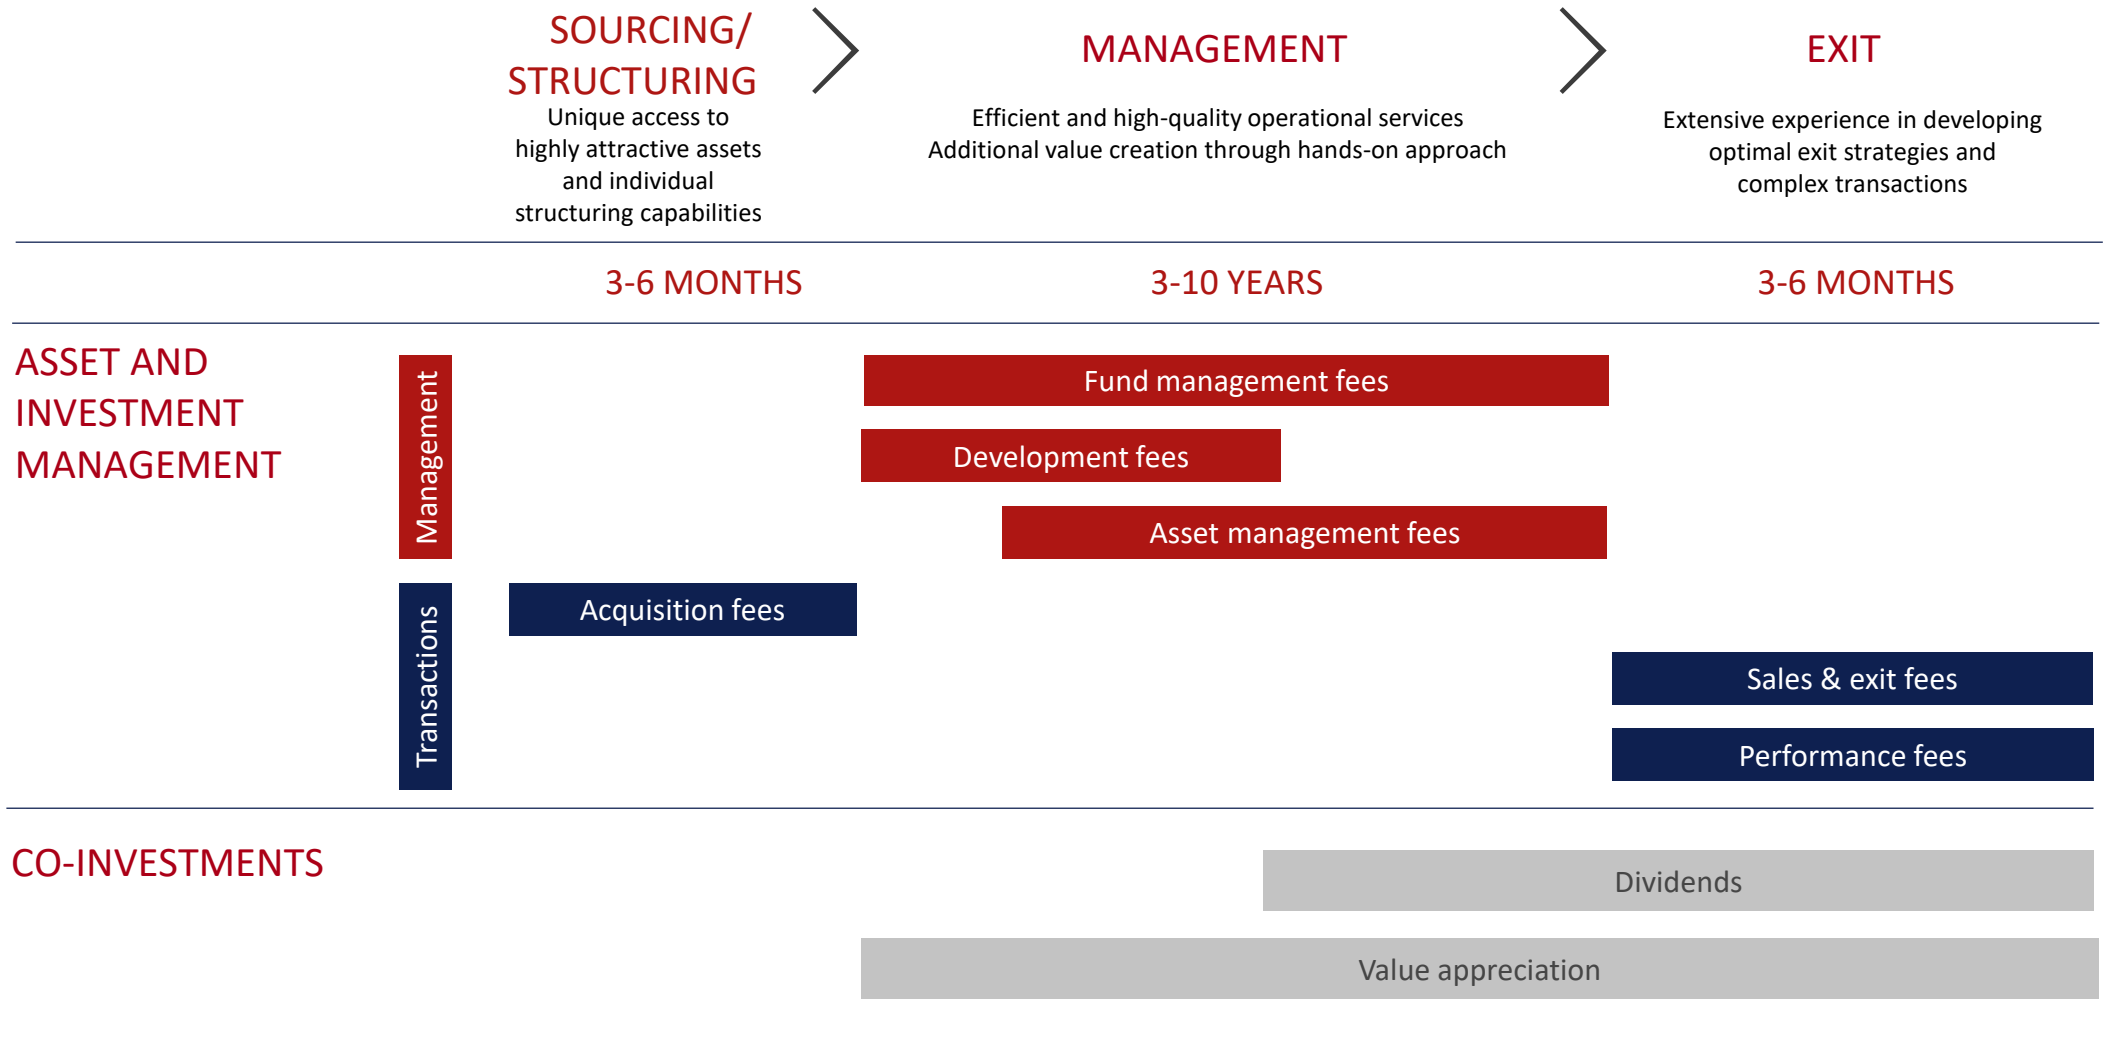 SOURCING/
STRUCTURING
Unique access to
highly attractive assets
and individual
structuring capabilities
MANAGEMENT
Efficient and high-quality operational services
Additional value creation through hands-on approach
EXIT
Extensive experience in developing
optimal exit strategies and
complex transactions
3-6 MONTHS
3-10 YEARS
3-6 MONTHS
ASSET AND
INVESTMENT
MANAGEMENT
Management
Fund management fees
Development fees
Asset management fees
Transactions
Acquisition fees
Sales & exit fees
Performance fees
CO-INVESTMENTS
Dividends
Value appreciation